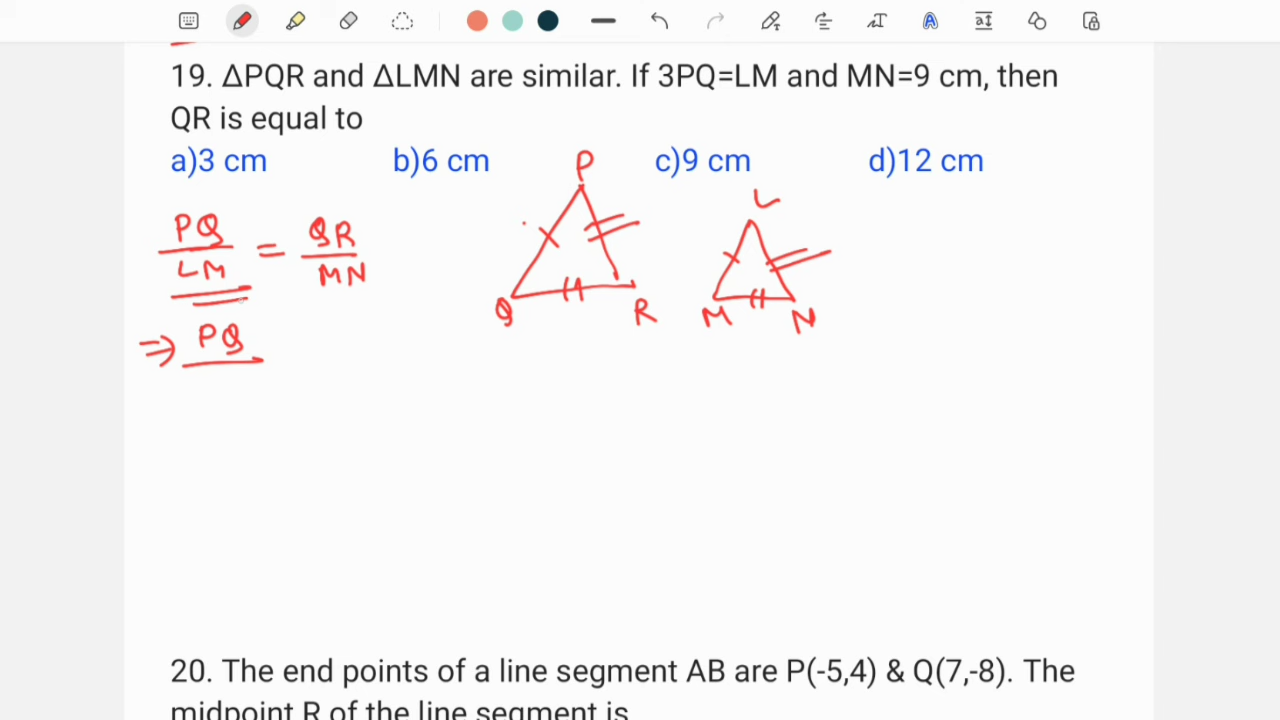 19. ΔPQR and ΔLMN are similar. If 3PQ=LM and MN=9 cm, then
QR is equal to
a)3 cm b)6 cm c)9 cm d)12 cm
P
L
PQ/LM = QR/MN
Q R M N
⇒ PQ
20. The end points of a line segment AB are P(-5,4) & Q(7,-8). The
midpoint R of the line segment is